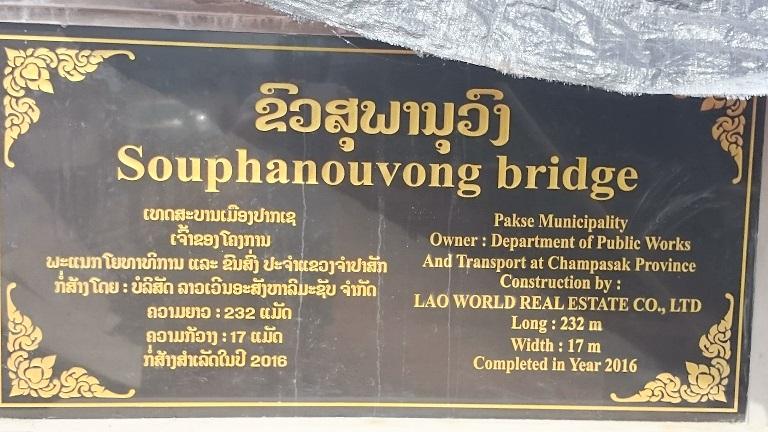 ຂົວສຸພານຸວົງ
Souphanouvong bridge
ເທດສະບານເມືອງປາກເຊ
ເຈົ້າຂອງໂຄງການ
ພະແນກໂຍທາທິການ ແລະ ຂົນສົ່ງ ປະຈຳແຂວງຈຳປາສັກ
ກໍ່ສ້າງໂດຍ : ບໍລິສັດ ລາວເວີນອະສັງຫາລິມະຊັບ ຈຳກັດ
ຄວາມຍາວ : 232 ແມັດ
ຄວາມກັວາງ : 17 ແມັດ
ກໍ່ສ້າງສຳເລັດໃນປີ 2016
Pakse Municipality
Owner : Department of Public Works
And Transport at Champasak Province
Construction by :
LAO WORLD REAL ESTATE CO., LTD
Long : 232 m
Width : 17 m
Completed in Year 2016